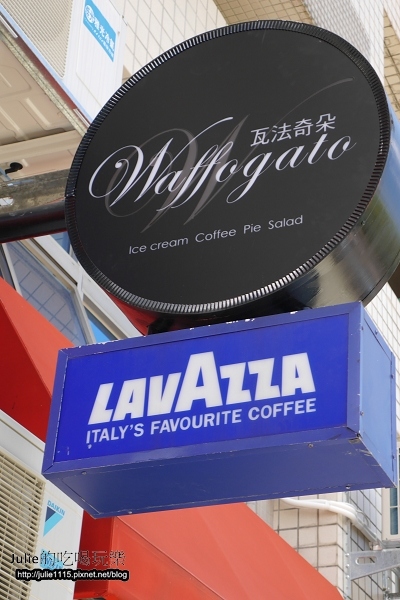 瓦法奇朵
Waffogato
Ice cream Coffee Pie Salad
LAVAZZA
ITALY'S FAVOURITE COFFEE
DAIKIN
Julie的吃喝玩樂
http://julie1115.pixnet.net/blog